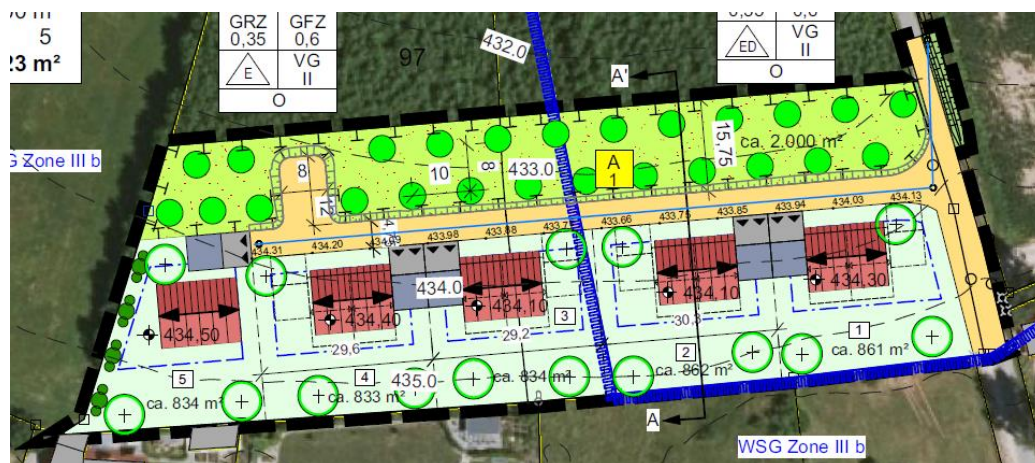 5
23 m²
GRZ
0,35
GFZ
0,6
E
VG
II
O
97
432.0
A'
ED
VG
II
O
G Zone III b
8
12
10
8
433.0
A
1
15,75
ca. 2.000 m²
434.31
434.20
433.98
433.88
433.66
433.75
433.85
433.94
434.03
434.13
434,50
434,40
434.0
434,10
434,10
434,30
3
29,6
29,2
30,3
1
2
ca. 861 m²
ca. 862 m²
5
4
435.0
ca. 834 m²
ca. 834 m²
ca. 833 m²
A
WSG Zone III b